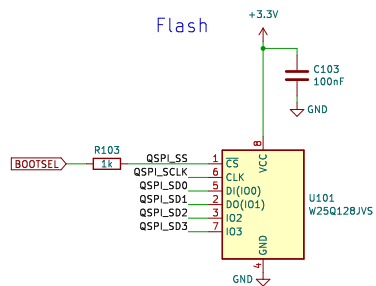 Flash
+3.3V
C103
100nF
GND
R103
BOOTSEL
1k
QSPI_SS
1
CS
QSPI_SCLK
6
CLK
QSPI_SD0
5
DI(IO0)
QSPI_SD1
2
DO(IO1)
QSPI_SD2
3
IO2
QSPI_SD3
7
IO3
8
VCC
U101
W25Q128JVS
GND
4
GND